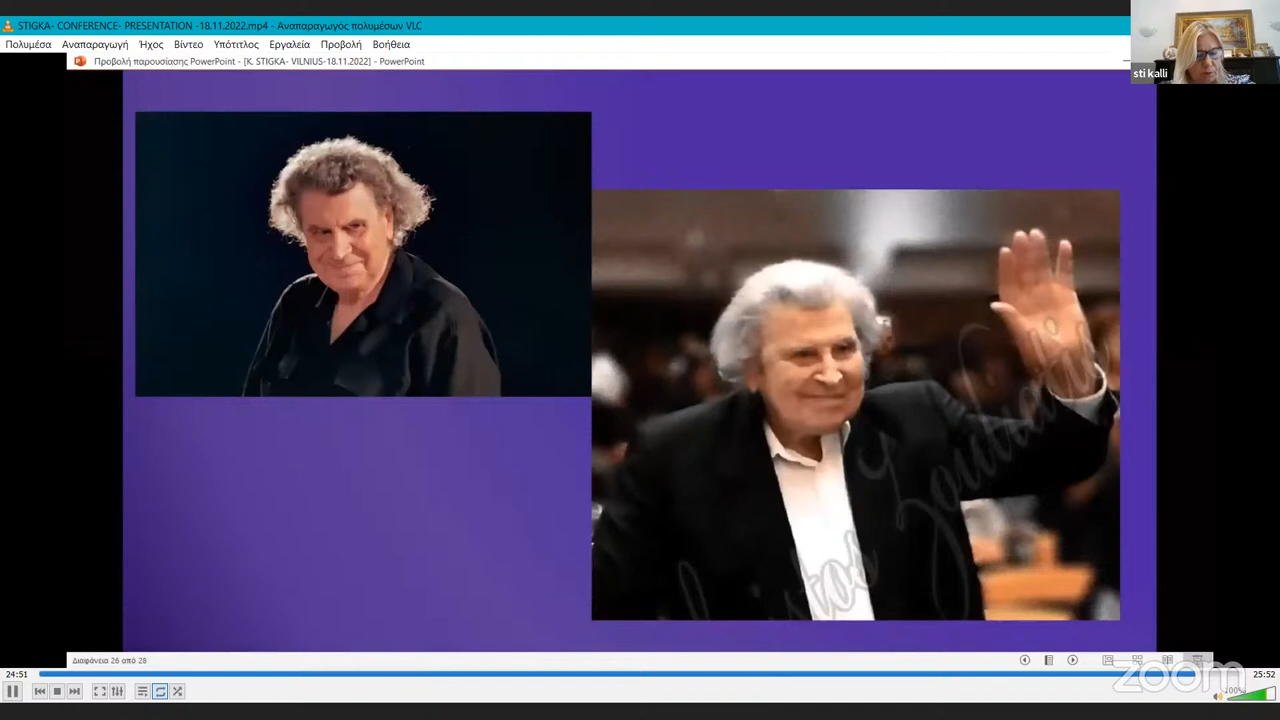 STIGKA- CONFERENCE- PRESENTATION -18.11.2022.mp4 - Αναπαραγωγός πολυμέσων VLC
Πολυμέσα Αναπαραγωγή Ήχος Βίντεο Υπότιτλος Εργαλεία Προβολή Βοήθεια
Προβολή παρουσίασης PowerPoint - [K. STIGKA- VILNIUS-18.11.2022] - PowerPoint
sti kalli
Διαφάνεια 26 από 28
24:51
25:52
zoom
100%